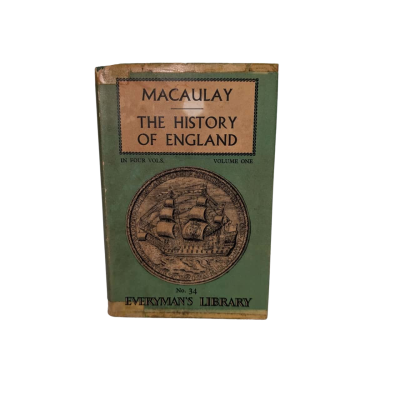 MACAULAY
THE HISTORY
OF ENGLAND
IN FOUR VOLS. VOLUME ONE
No. 34
EVERYMAN'S LIBRARY